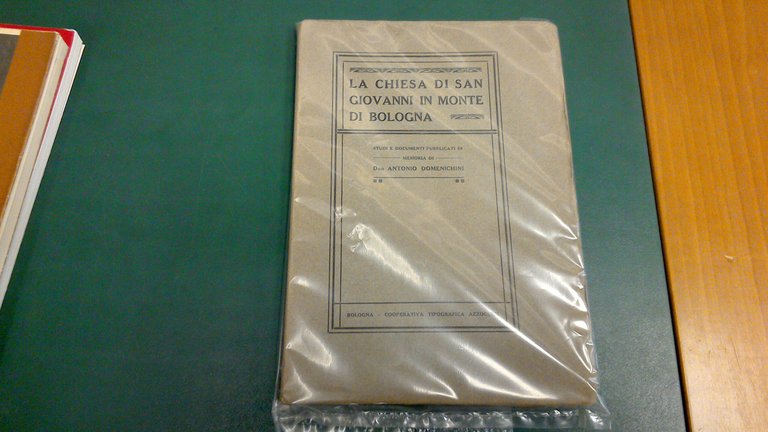 LA CHIESA DI SAN
GIOVANNI IN MONTE
DI BOLOGNA
STUDI E DOCUMENTI PUBBLICATI IN
MEMORIA DI
DON ANTONIO DOMENICHINI
BOLOGNA - COOPERATIVA TIPOGRAFICA